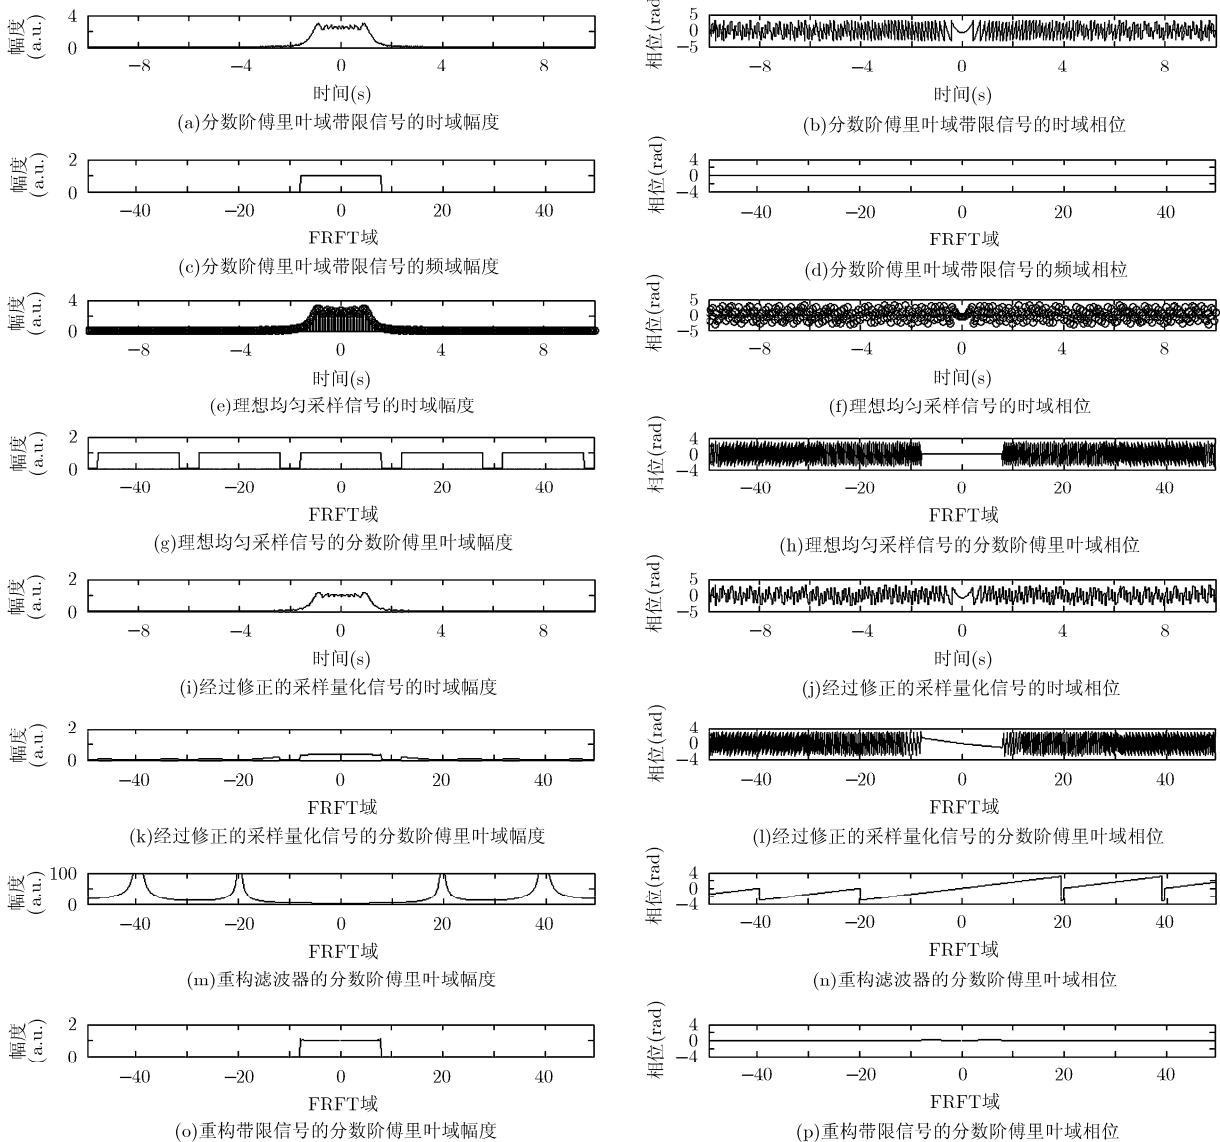 幅度
(a.u.)
4
0
−8 −4 0 4 8
时间(s)
(a)分数阶傅里叶域带限信号的时域幅度
相位(rad)
5
0
−5
−8 −4 0 4 8
时间(s)
(b)分数阶傅里叶域带限信号的时域相位
幅度
(a.u.)
2
0
−40 −20 0 20 40
FRFT域
(c)分数阶傅里叶域带限信号的频域幅度
相位(rad)
4
0
−4
−40 −20 0 20 40
FRFT域
(d)分数阶傅里叶域带限信号的频域相位
幅度
(a.u.)
4
0
−8 −4 0 4 8
时间(s)
(e)理想均匀采样信号的时域幅度
相位(rad)
5
0
−5
−8 −4 0 4 8
时间(s)
(f)理想均匀采样信号的时域相位
幅度
(a.u.)
2
0
−40 −20 0 20 40
FRFT域
(g)理想均匀采样信号的分数阶傅里叶域幅度
相位(rad)
4
0
−4
−40 −20 0 20 40
FRFT域
(h)理想均匀采样信号的分数阶傅里叶域相位
幅度
(a.u.)
2
0
−8 −4 0 4 8
时间(s)
(i)经过修正的采样量化信号的时域幅度
相位(rad)
5
0
−5
−8 −4 0 4 8
时间(s)
(j)经过修正的采样量化信号的时域相位
幅度
(a.u.)
2
0
−40 −20 0 20 40
FRFT域
(k)经过修正的采样量化信号的分数阶傅里叶域幅度
相位(rad)
4
0
−4
−40 −20 0 20 40
FRFT域
(l)经过修正的采样量化信号的分数阶傅里叶域相位
幅度
(a.u.)
100
0
−40 −20 0 20 40
FRFT域
(m)重构滤波器的分数阶傅里叶域幅度
相位(rad)
4
0
−4
−40 −20 0 20 40
FRFT域
(n)重构滤波器的分数阶傅里叶域相位
幅度
(a.u.)
2
0
−40 −20 0 20 40
FRFT域
(o)重构带限信号的分数阶傅里叶域幅度
相位(rad)
4
0
−4
−40 −20 0 20 40
FRFT域
(p)重构带限信号的分数阶傅里叶域相位